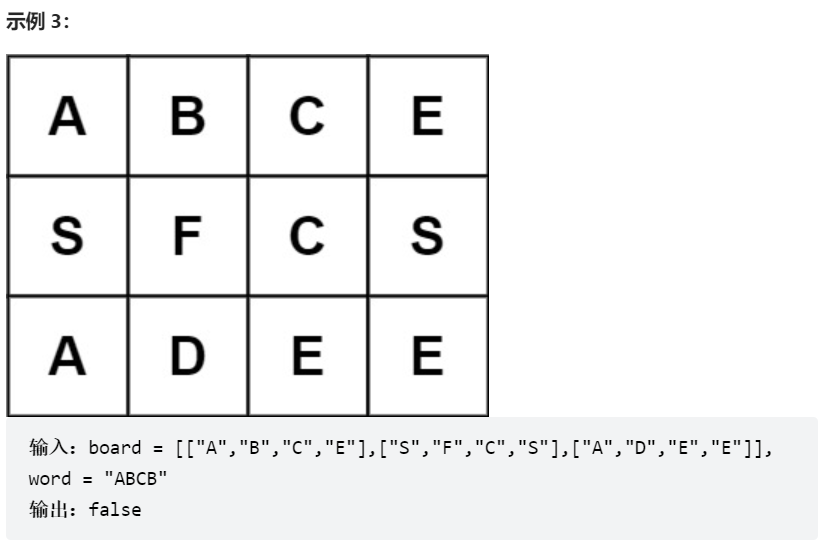 示例 3：
A B C E
S F C S
A D E E
输入：board = [["A","B","C","E"],["S","F","C","S"],["A","D","E","E"]],
word = "ABCB"
输出：false